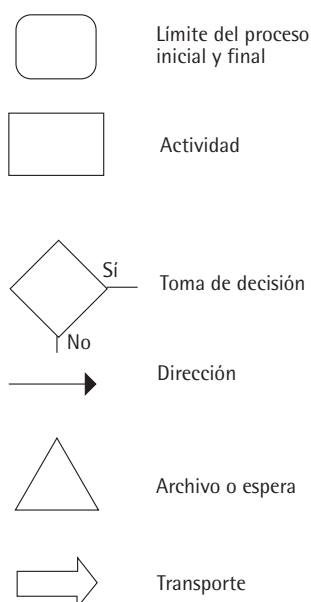 Límite del proceso
inicial y final
Actividad
Sí
Toma de decisión
No
Dirección
Archivo o espera
Transporte